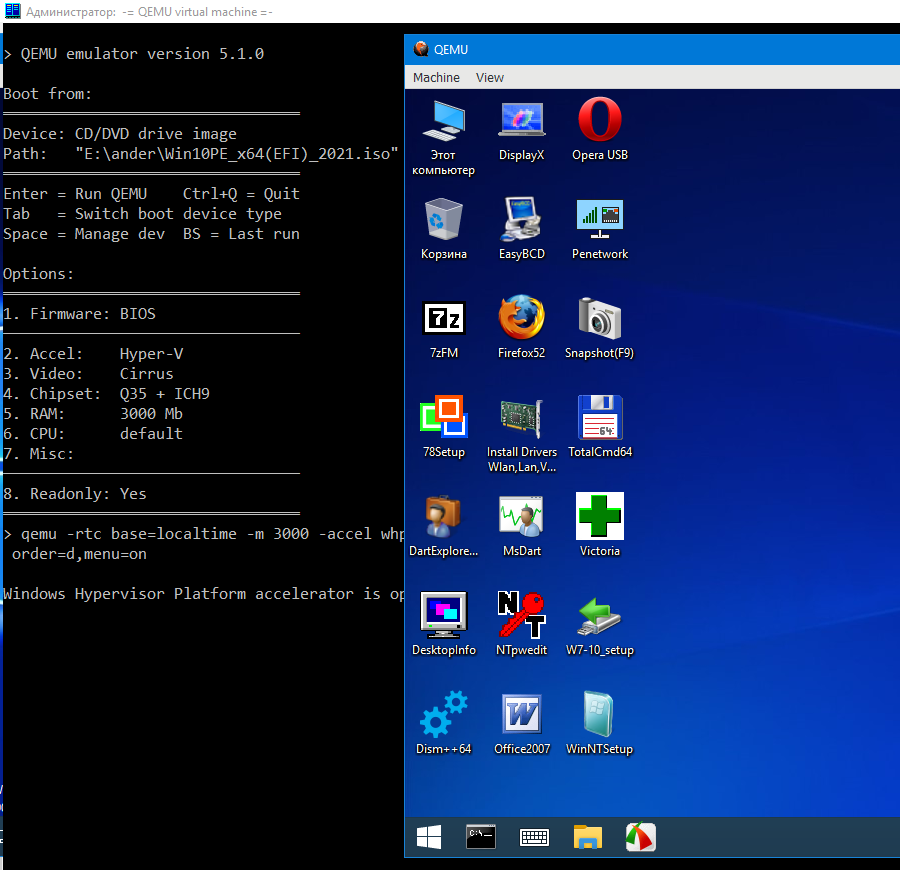 Администратор: -= QEMU virtual machine =-
> QEMU emulator version 5.1.0
Boot from:
Device: CD/DVD drive image
Path: "E:\ander\Win10PE_x64(EFI)_2021.iso"
Enter = Run QEMU Ctrl+Q = Quit
Tab = Switch boot device type
Space = Manage dev BS = Last run
Options:
1. Firmware: BIOS
2. Accel: Hyper-V
3. Video: Cirrus
4. Chipset: Q35 + ICH9
5. RAM: 3000 Mb
6. CPU: default
7. Misc:
8. Readonly: Yes
> qemu -rtc base=localtime -m 3000 -accel whp
order=d,menu=on
Windows Hypervisor Platform accelerator is op
QEMU
Machine View
Этот
компьютер
DisplayX
Opera USB
Корзина
EasyBCD
Penetwork
7zFM
Firefox52
Snapshot(F9)
78Setup
Install Drivers
Wlan,Lan,V...
TotalCmd64
DartExplore...
MsDart
Victoria
DesktopInfo
NTpwedit
W7-10_setup
Dism++64
Office2007
WinNTSetup